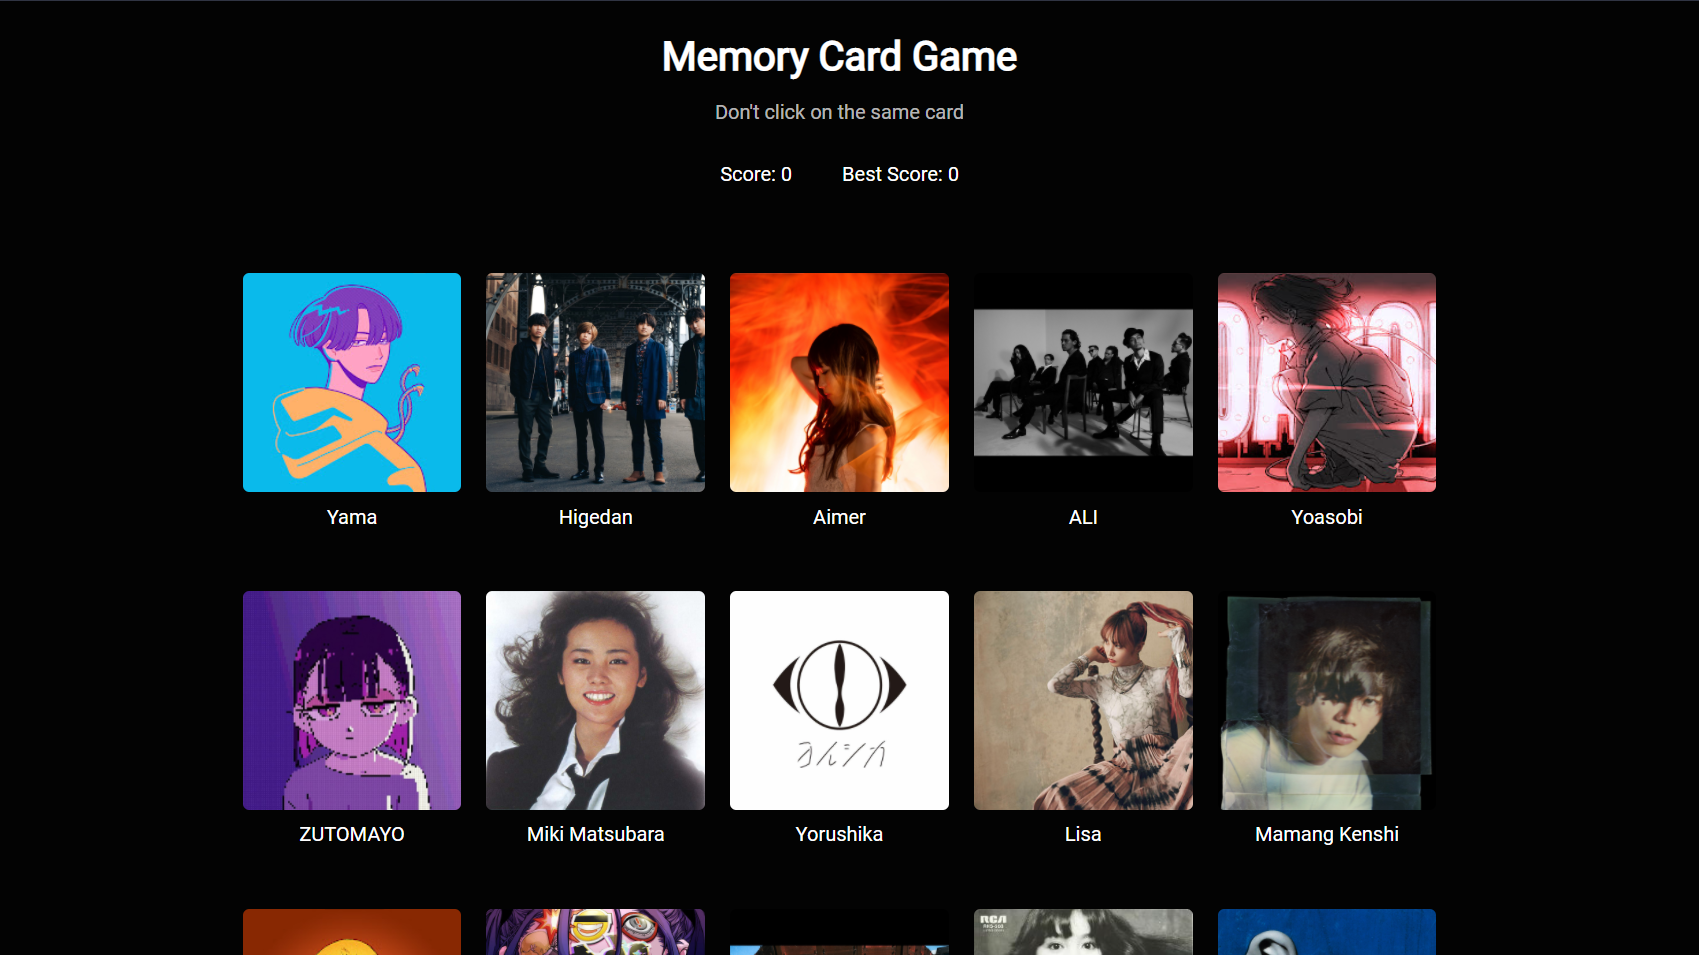 Memory Card Game
Don't click on the same card
Score: 0 Best Score: 0
Yama Higedan Aimer ALI Yoasobi
ヨルシカ
ZUTOMAYO Miki Matsubara Yorushika Lisa Mamang Kenshi
RCA